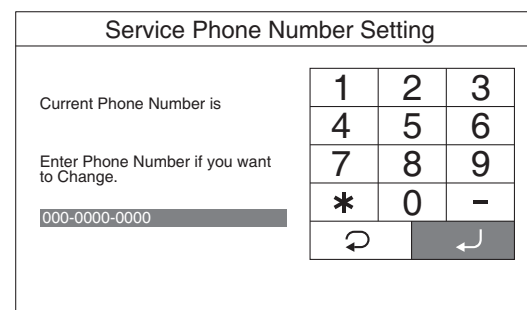 Service Phone Number Setting
Current Phone Number is
Enter Phone Number if you want
to Change.
000-0000-0000
1 2 3
4 5 6
7 8 9
* 0 -